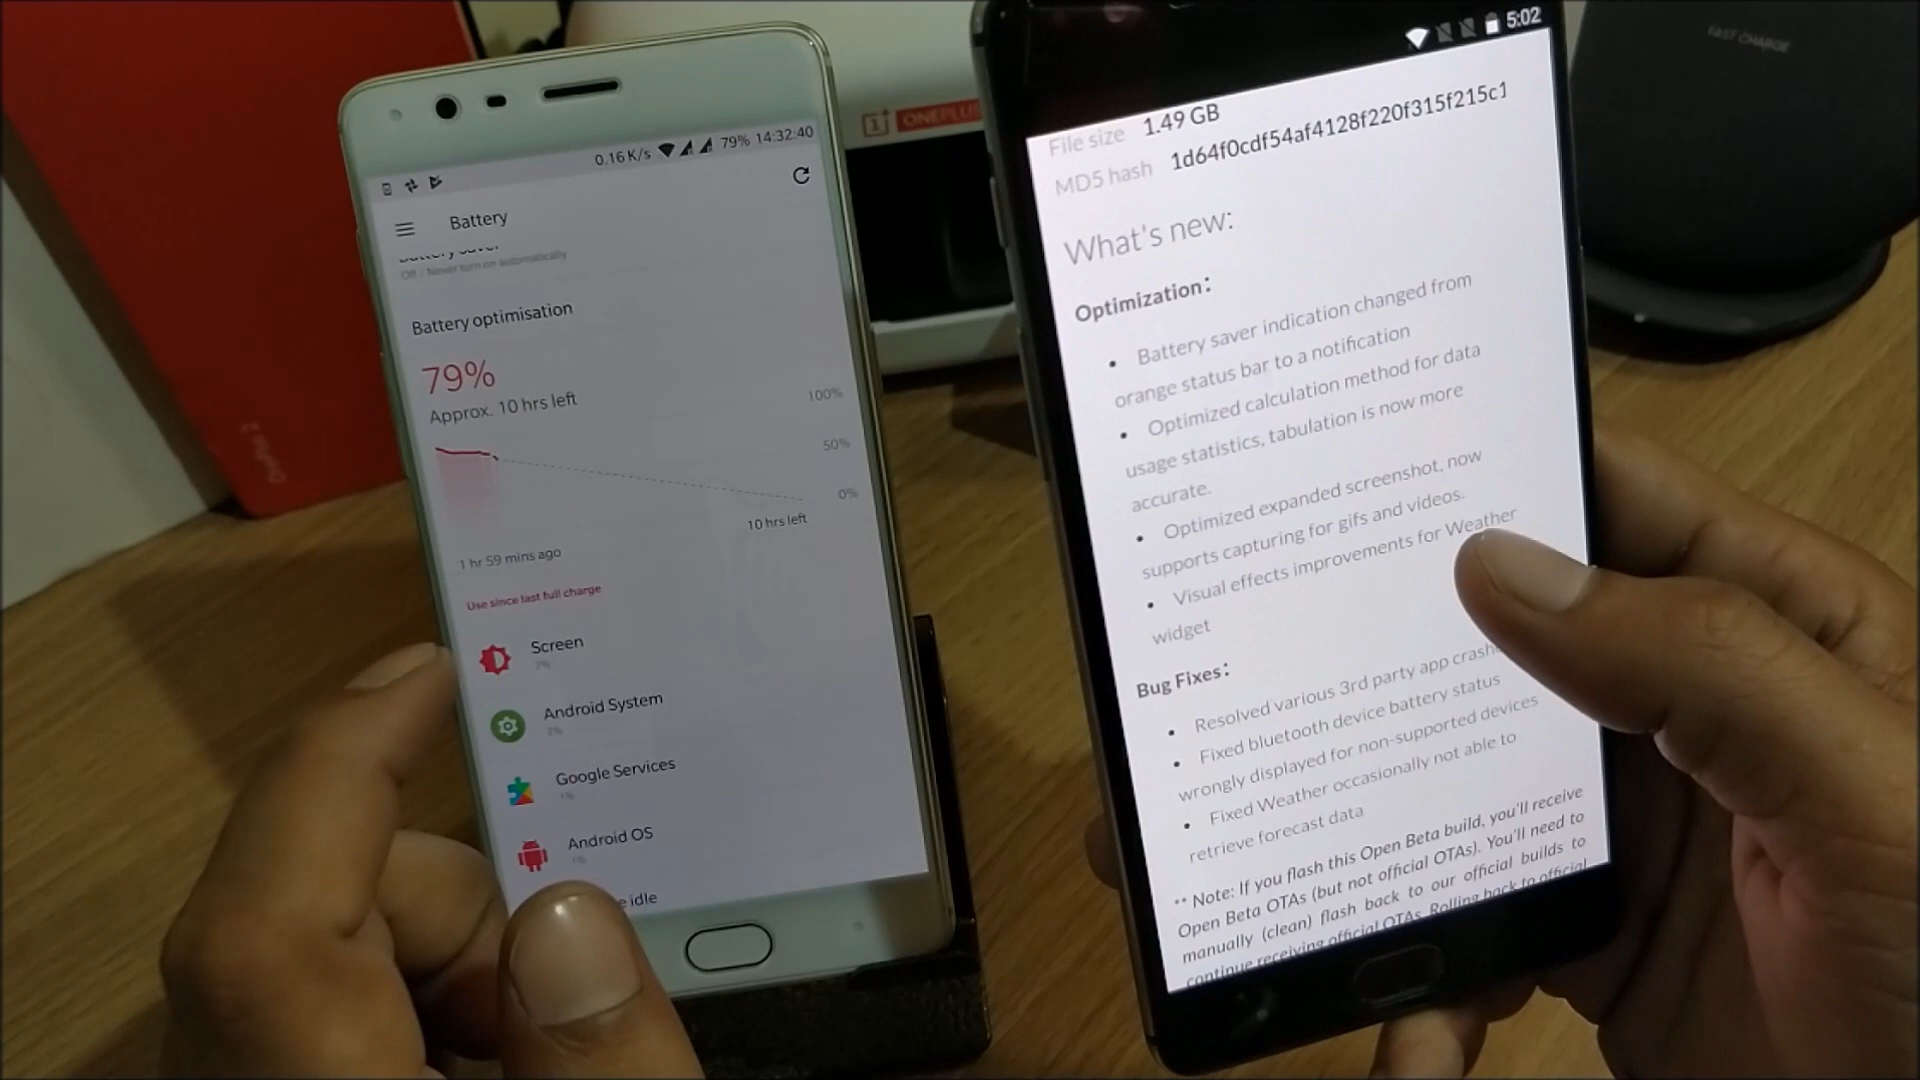 0.16 K/s 79% 14:32:40
Battery
Off / Never turn on automatically
Battery optimisation
79%
Approx. 10 hrs left
100%
50%
0%
10 hrs left
1 hr 59 mins ago
Use since last full charge
Screen
2%
Android System
2%
Google Services
1%
Android OS
1%
idle
ONEPLUS
FAST CHARGE
5:02
File size 1.49 GB
MD5 hash 1d64f0cdf54af4128f220f315f215c1
What's new:
Optimization:
• Battery saver indication changed from
orange status bar to a notification
• Optimized calculation method for data
usage statistics, tabulation is now more
accurate.
• Optimized expanded screenshot, now
supports capturing for gifs and videos.
• Visual effects improvements for Weather
widget
Bug Fixes:
• Resolved various 3rd party app crash
• Fixed bluetooth device battery status
wrongly displayed for non-supported devices
• Fixed Weather occasionally not able to
retrieve forecast data
** Note: If you flash this Open Beta build, you'll receive
Open Beta OTAs (but not official OTAs). You'll need to
manually (clean) flash back to our official builds to
continue receiving official OTAs. Rolling back to official